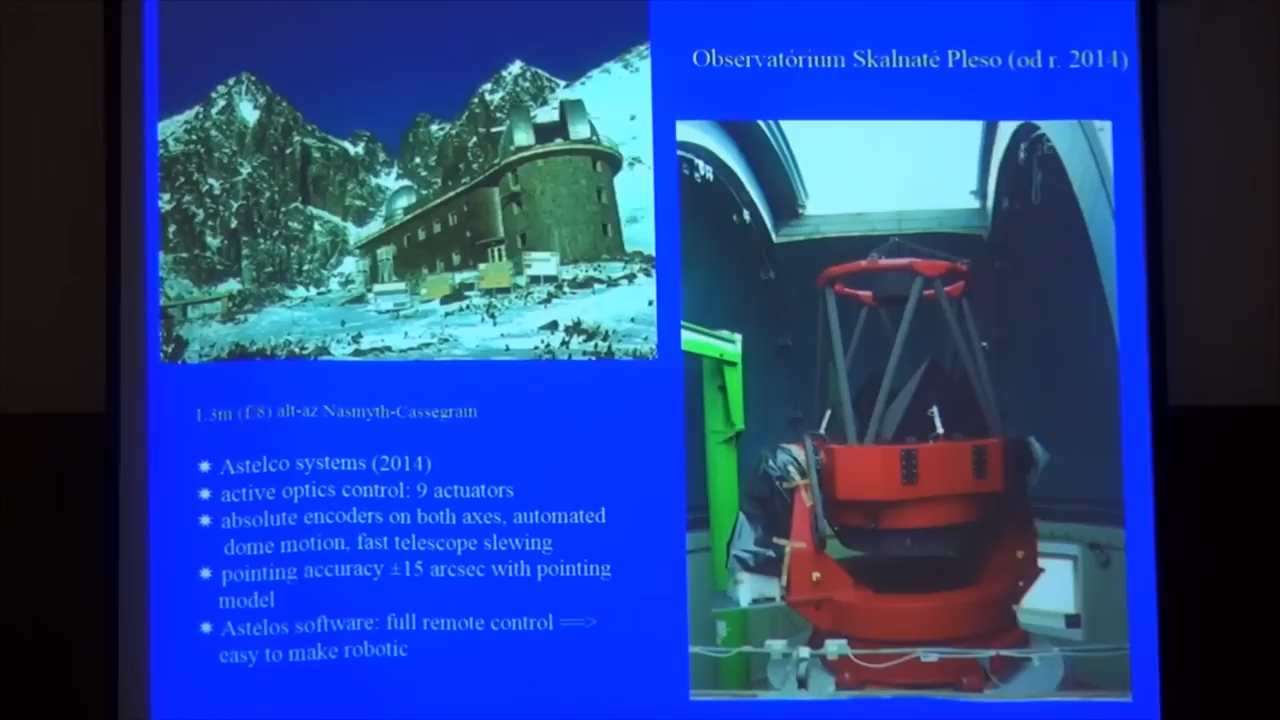 Observatórium Skalnaté Pleso (od r. 2014)
1.3m (f/8) alt-az Nasmyth-Cassegrain
✷ Astelco systems (2014)
✷ active optics control: 9 actuators
✷ absolute encoders on both axes, automated
dome motion, fast telescope slewing
✷ pointing accuracy ±15 arcsec with pointing
model
✷ Astelos software: full remote control ==>
easy to make robotic